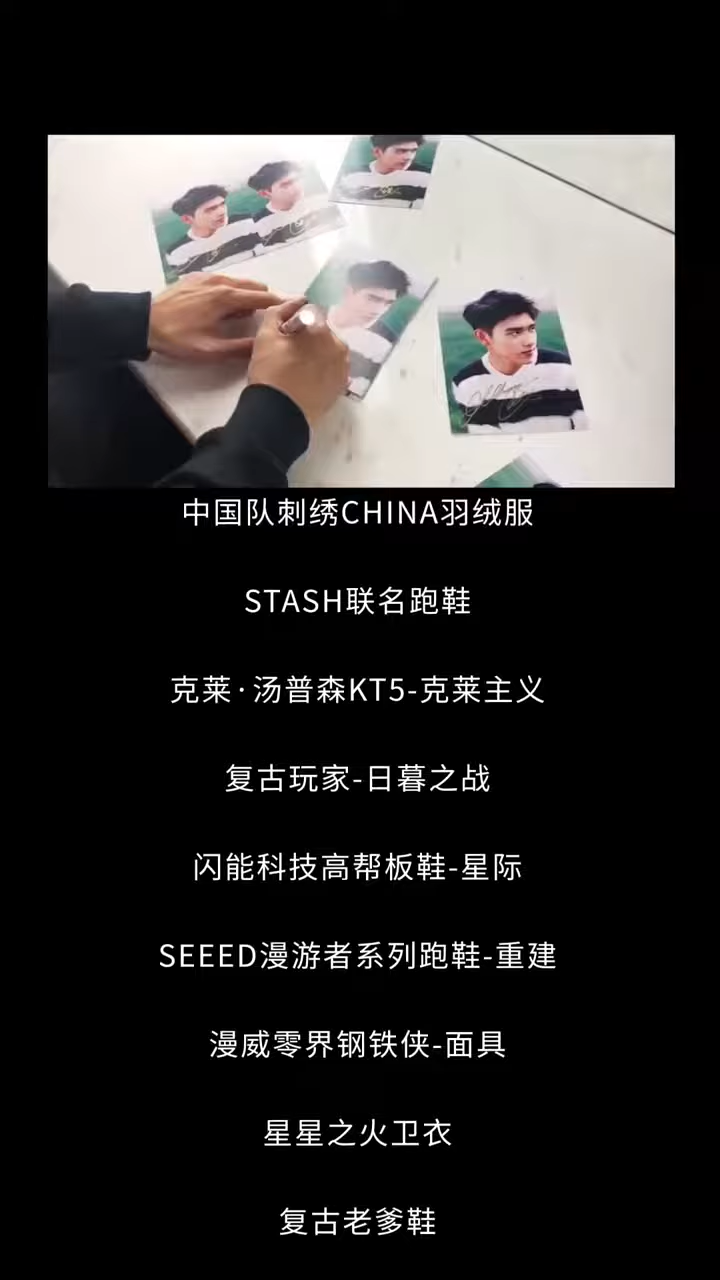 中国队刺绣CHINA羽绒服
STASH联名跑鞋
克莱·汤普森KT5-克莱主义
复古玩家-日暮之战
闪能科技高帮板鞋-星际
SEEED漫游者系列跑鞋-重建
漫威零界钢铁侠-面具
星星之火卫衣
复古老爹鞋